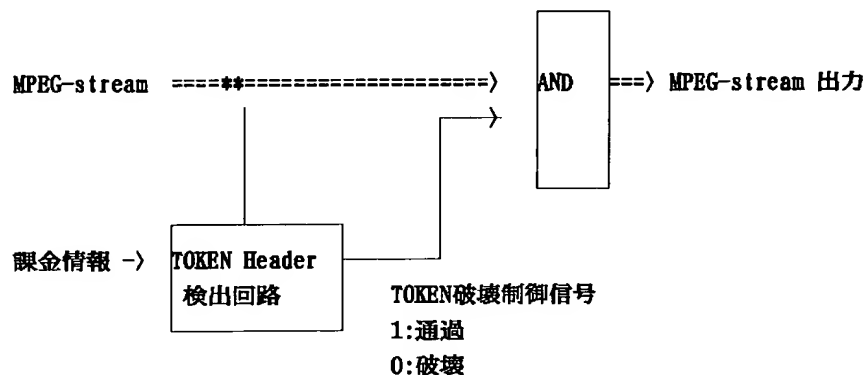 MPEG-stream ====**=====================> AND ===> MPEG-stream 出力
課金情報 -> TOKEN Header
検出回路
TOKEN破壊制御信号
1:通過
0:破壊